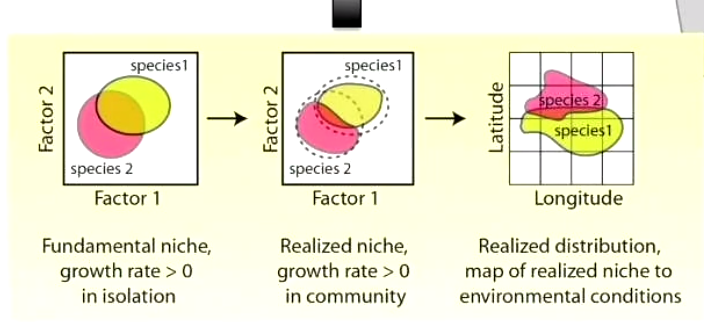 species1
Factor 2
species 2
Factor 1
Fundamental niche,
growth rate > 0
in isolation
species1
Factor 2
species 2
Factor 1
Realized niche,
growth rate > 0
in community
Latitude
species 2
species1
Longitude
Realized distribution,
map of realized niche to
environmental conditions